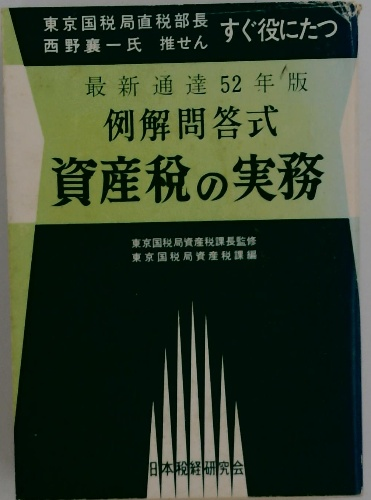 東京国税局直税部長
西野襄一氏 推せん
すぐ役にたつ
最新通達52年版
例解問答式
資産税の実務
東京国税局資産税課長監修
東京国税局資産税課編
日本税経研究会